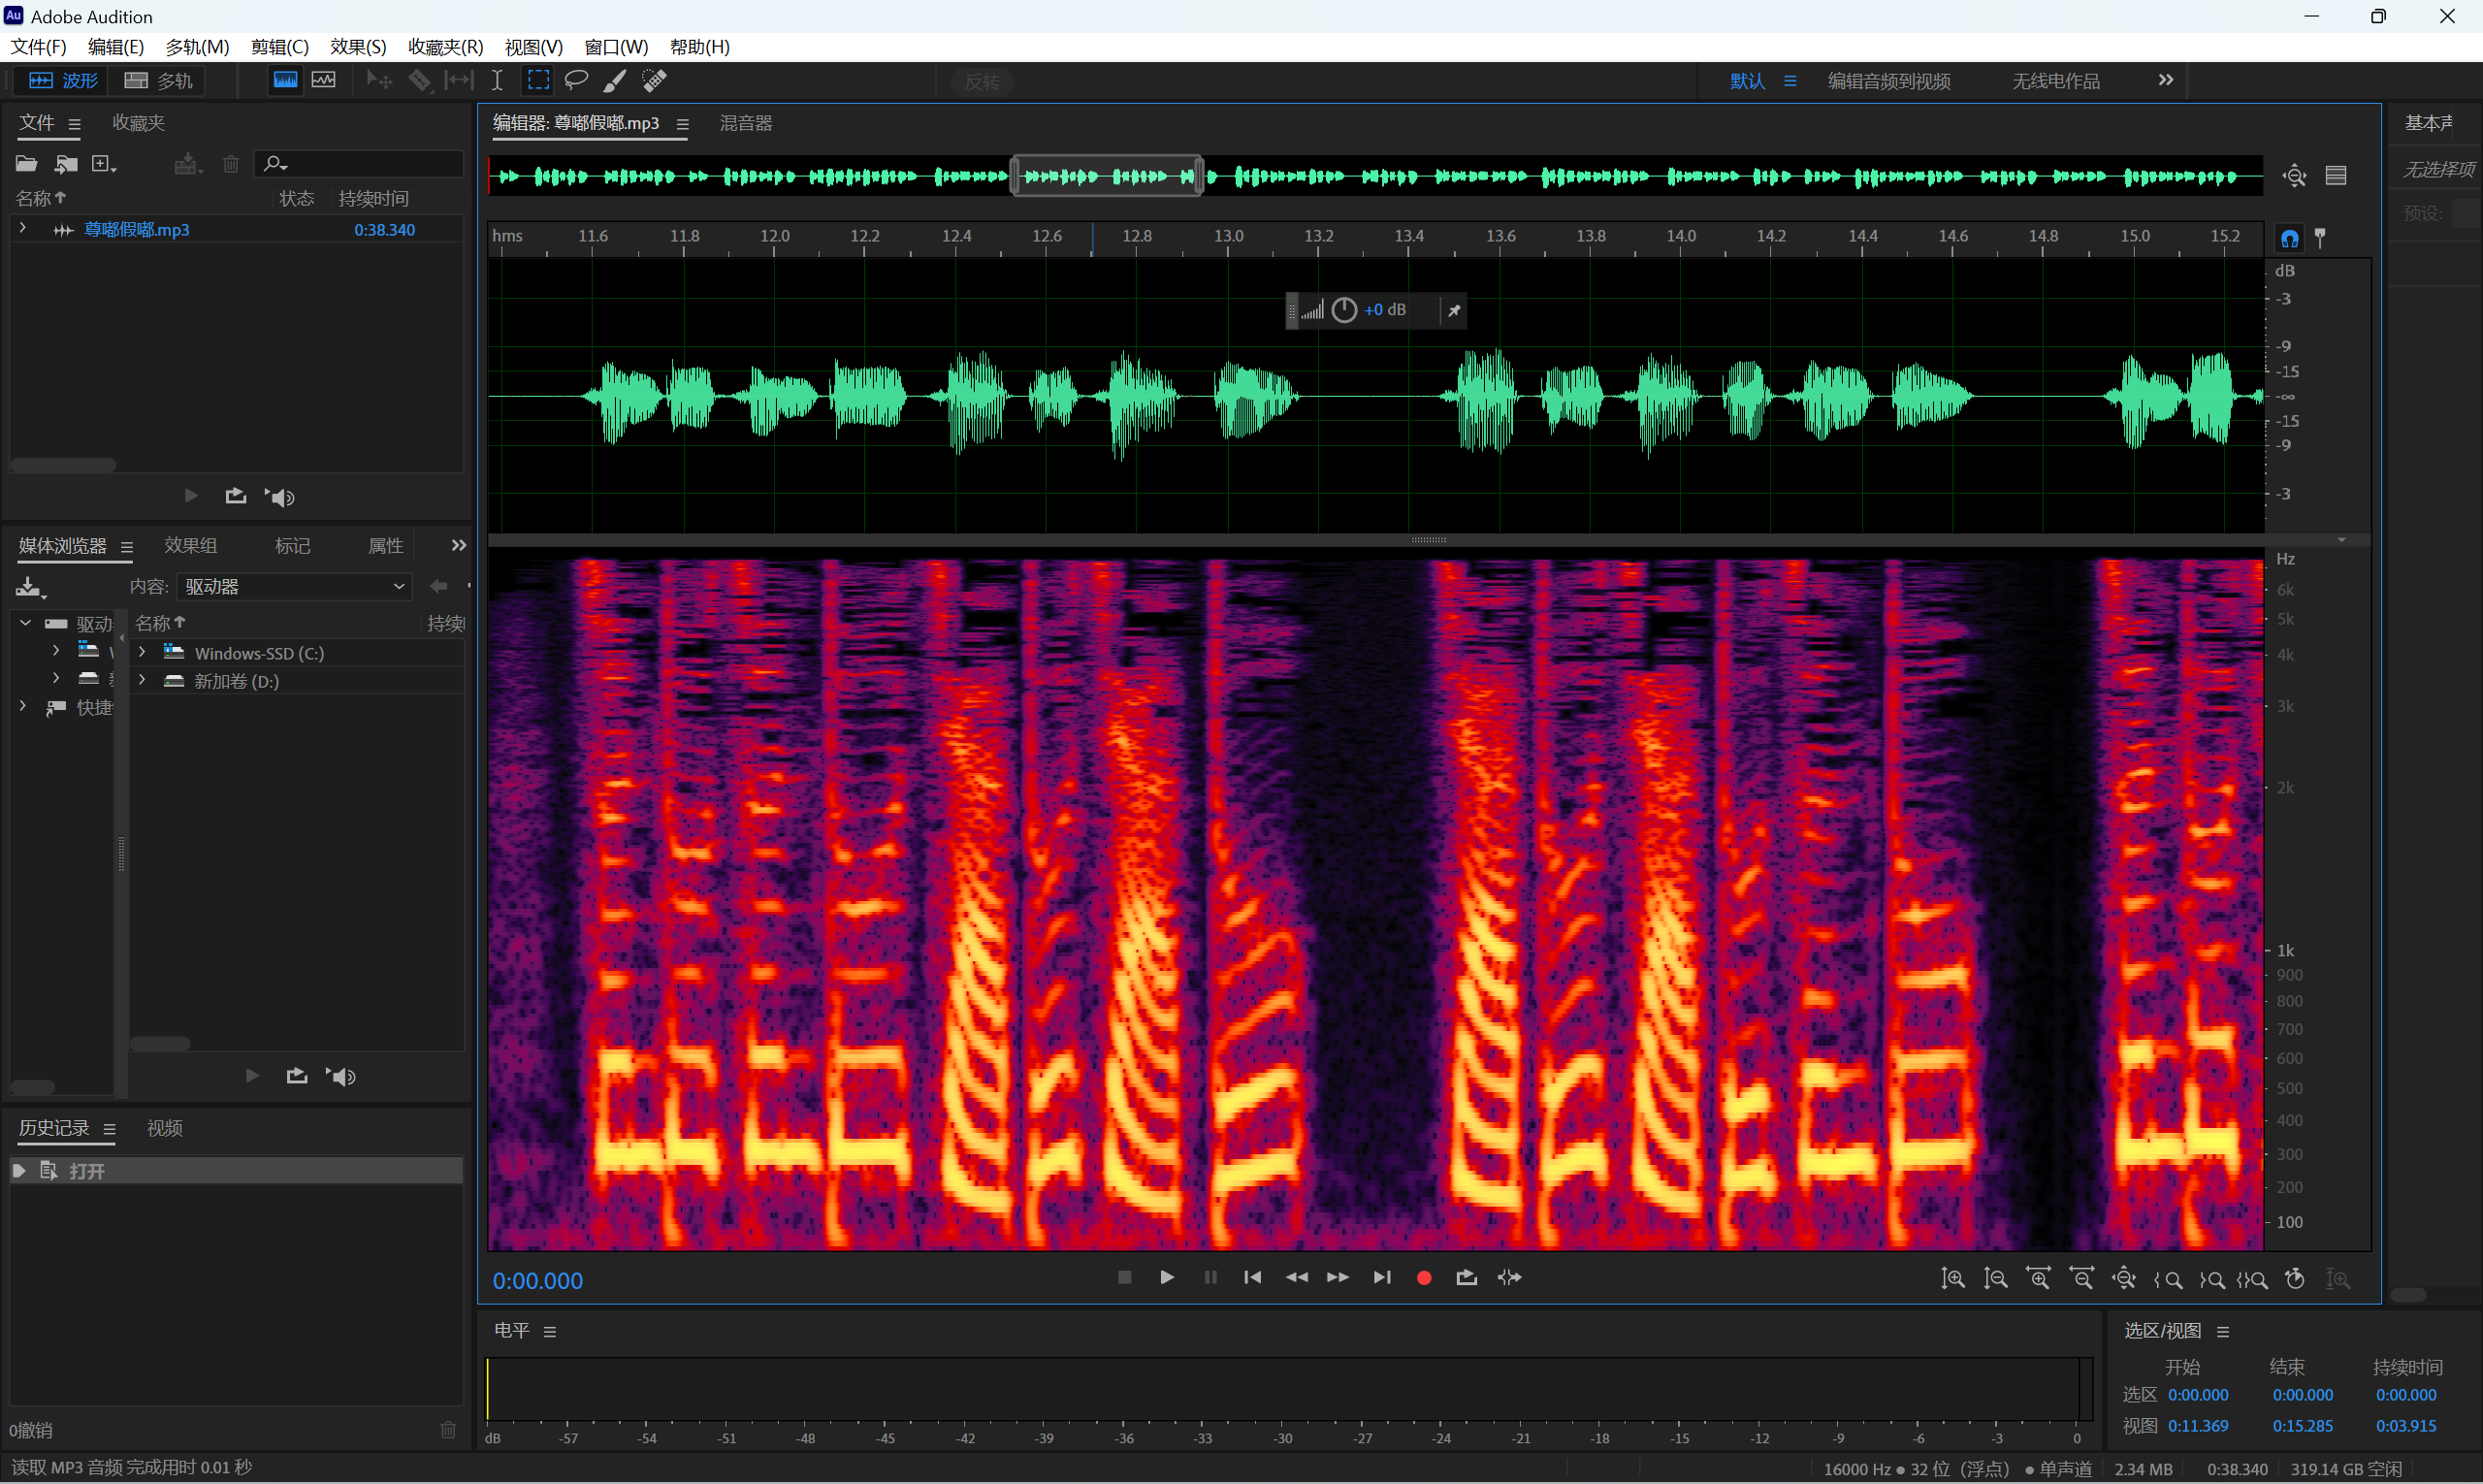 Au Adobe Audition
文件(F) 编辑(E) 多轨(M) 剪辑(C) 效果(S) 收藏夹(R) 视图(V) 窗口(W) 帮助(H)
波形 多轨 反转 默认 编辑音频到视频 无线电作品
文件 收藏夹
名称 状态 持续时间
尊嘟假嘟.mp3 0:38.340
媒体浏览器 效果组 标记 属性
内容: 驱动器
驱动 名称 持续
Windows-SSD (C:)
新加卷 (D:)
快捷
历史记录 视频
打开
0撤销
读取 MP3 音频 完成用时 0.01 秒
编辑器: 尊嘟假嘟.mp3 混音器
hms 11.6 11.8 12.0 12.2 12.4 12.6 12.8 13.0 13.2 13.4 13.6 13.8 14.0 14.2 14.4 14.6 14.8 15.0 15.2
+0 dB
dB
-3
-9
-15
-∞
-15
-9
-3
Hz
6k
5k
4k
3k
2k
1k
900
800
700
600
500
400
300
200
100
0:00.000
电平
dB -57 -54 -51 -48 -45 -42 -39 -36 -33 -30 -27 -24 -21 -18 -15 -12 -9 -6 -3 0
基本声
无选择项
预设:
选区/视图
开始 结束 持续时间
选区 0:00.000 0:00.000 0:00.000
视图 0:11.369 0:15.285 0:03.915
16000 Hz ● 32 位 （浮点） ● 单声道 2.34 MB 0:38.340 319.14 GB 空闲